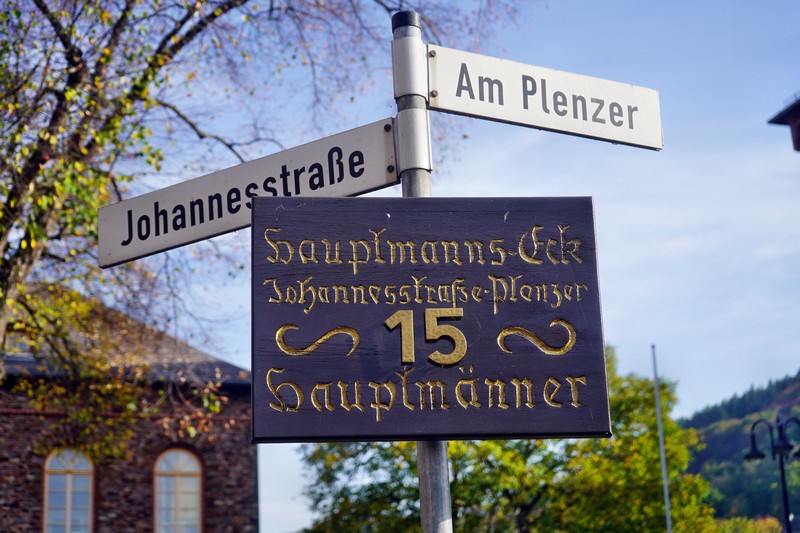 Am Plenzer
Johannesstraße
Hauptmanns-Eck
Johannesstraße-Plenzer
15
Hauptmänner